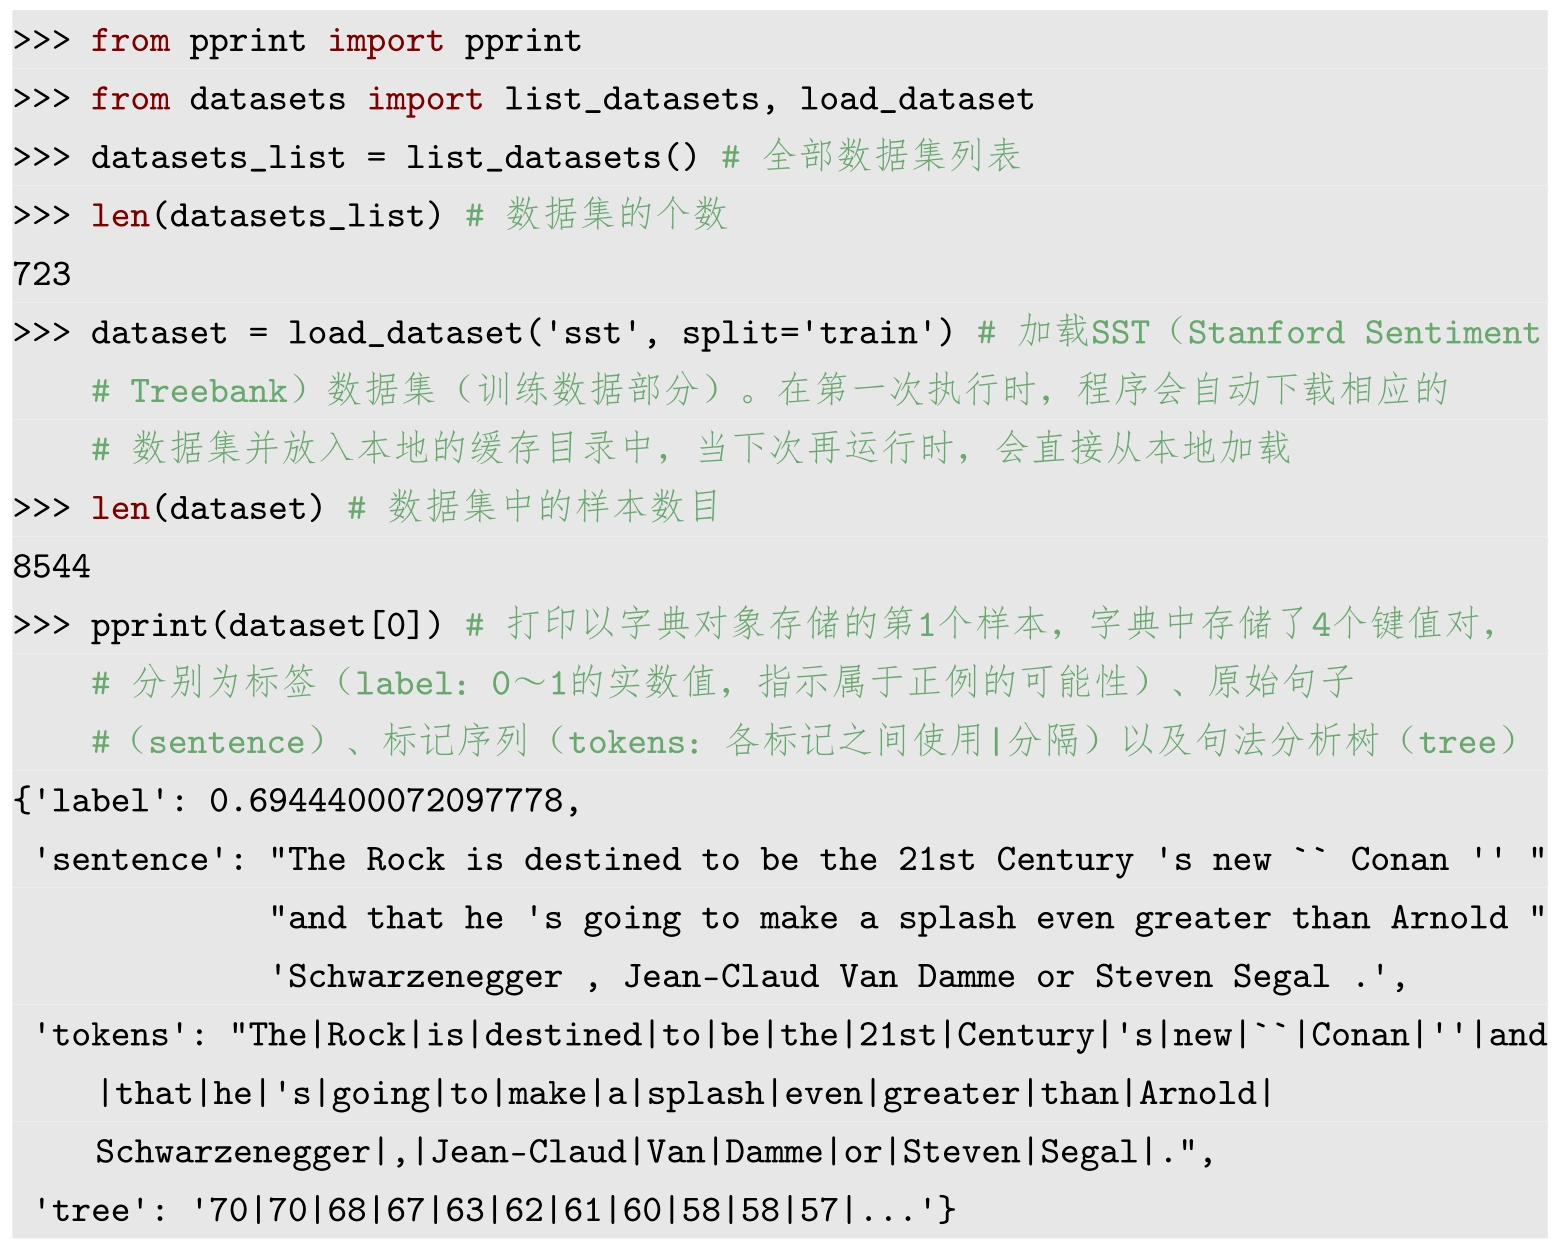 >>> from pprint import pprint
>>> from datasets import list_datasets, load_dataset
>>> datasets_list = list_datasets() # 全部数据集列表
>>> len(datasets_list) # 数据集的个数
723
>>> dataset = load_dataset('sst', split='train') # 加载SST（Stanford Sentiment
    # Treebank）数据集（训练数据部分）。在第一次执行时，程序会自动下载相应的
    # 数据集并放入本地的缓存目录中，当下次再运行时，会直接从本地加载
>>> len(dataset) # 数据集中的样本数目
8544
>>> pprint(dataset[0]) # 打印以字典对象存储的第1个样本，字典中存储了4个键值对，
    # 分别为标签（label: 0～1的实数值，指示属于正例的可能性）、原始句子
    #（sentence）、标记序列（tokens: 各标记之间使用|分隔）以及句法分析树（tree）
{'label': 0.6944400072097778,
 'sentence': "The Rock is destined to be the 21st Century 's new `` Conan '' "
             "and that he 's going to make a splash even greater than Arnold "
             'Schwarzenegger , Jean-Claud Van Damme or Steven Segal .',
 'tokens': "The|Rock|is|destined|to|be|the|21st|Century|'s|new|``|Conan|''|and
    |that|he|'s|going|to|make|a|splash|even|greater|than|Arnold|
    Schwarzenegger|,|Jean-Claud|Van|Damme|or|Steven|Segal|.",
 'tree': '70|70|68|67|63|62|61|60|58|58|57|...'}